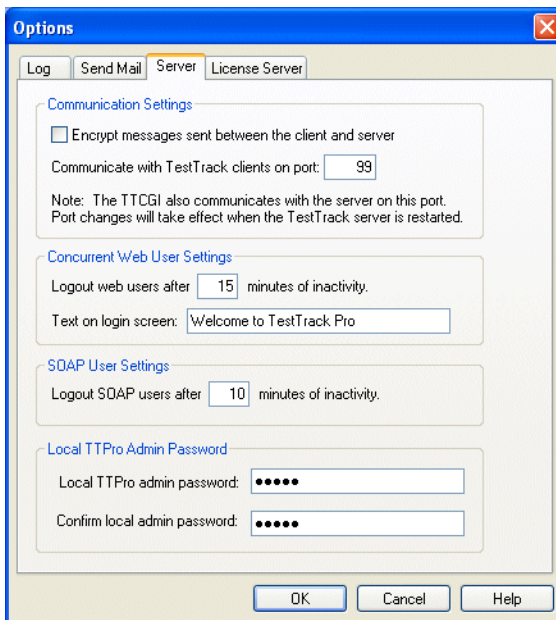 Options
Log Send Mail Server License Server
Communication Settings
Encrypt messages sent between the client and server
Communicate with TestTrack clients on port: 99
Note: The TTCGI also communicates with the server on this port.
Port changes will take effect when the TestTrack server is restarted.
Concurrent Web User Settings
Logout web users after 15 minutes of inactivity.
Text on login screen: Welcome to TestTrack Pro
SOAP User Settings
Logout SOAP users after 10 minutes of inactivity.
Local TTPro Admin Password
Local TTPro admin password: •••••
Confirm local admin password: •••••
OK Cancel Help